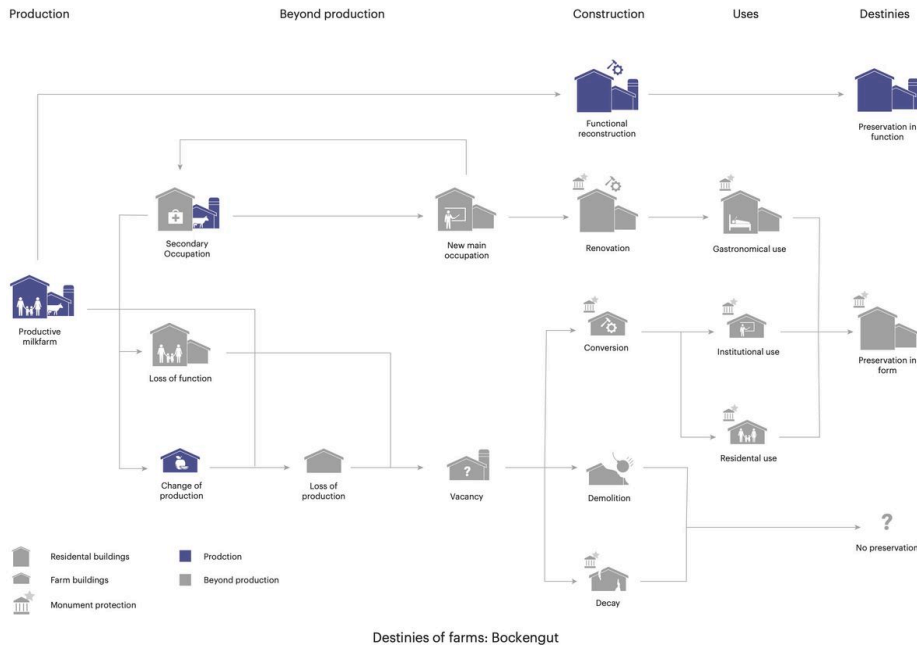 Production
Beyond production
Construction
Uses
Destinies
Functional
reconstruction
Preservation in
function
Secondary
Occupation
New main
occupation
Renovation
Gastronomical use
Productive
milkfarm
Loss of function
Conversion
Institutional use
Preservation in
form
Residental use
Change of
production
Loss of
production
?
Vacancy
Demolition
?
No preservation
Decay
Residental buildings
Farm buildings
Monument protection
Prodction
Beyond production
Destinies of farms: Bockengut